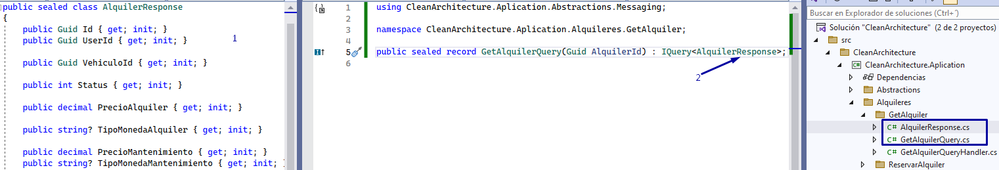 public sealed class AlquilerResponse
{
public Guid Id { get; init; }
public Guid UserId { get; init; }
1
public Guid VehiculoId { get; init; }
public int Status { get; init; }
public decimal PrecioAlquiler { get; init; }
public string? TipoMonedaAlquiler { get; init; }
public decimal PrecioMantenimiento { get; init; }
public string? TipoMonedaMantenimiento { get; init; }
1 using CleanArchitecture.Aplication.Abstractions.Messaging;
2
3 namespace CleanArchitecture.Aplication.Alquileres.GetAlquiler;
4
5 public sealed record GetAlquilerQuery(Guid AlquilerId) : IQuery<AlquilerResponse>;
6
2
Buscar en Explorador de soluciones (Ctrl+´)
Solución "CleanArchitecture" (2 de 2 proyectos)
src
CleanArchitecture
C# CleanArchitecture.Aplication
Dependencias
Abstractions
Alquileres
GetAlquiler
C# AlquilerResponse.cs
C# GetAlquilerQuery.cs
C# GetAlquilerQueryHandler.cs
ReservarAlquiler